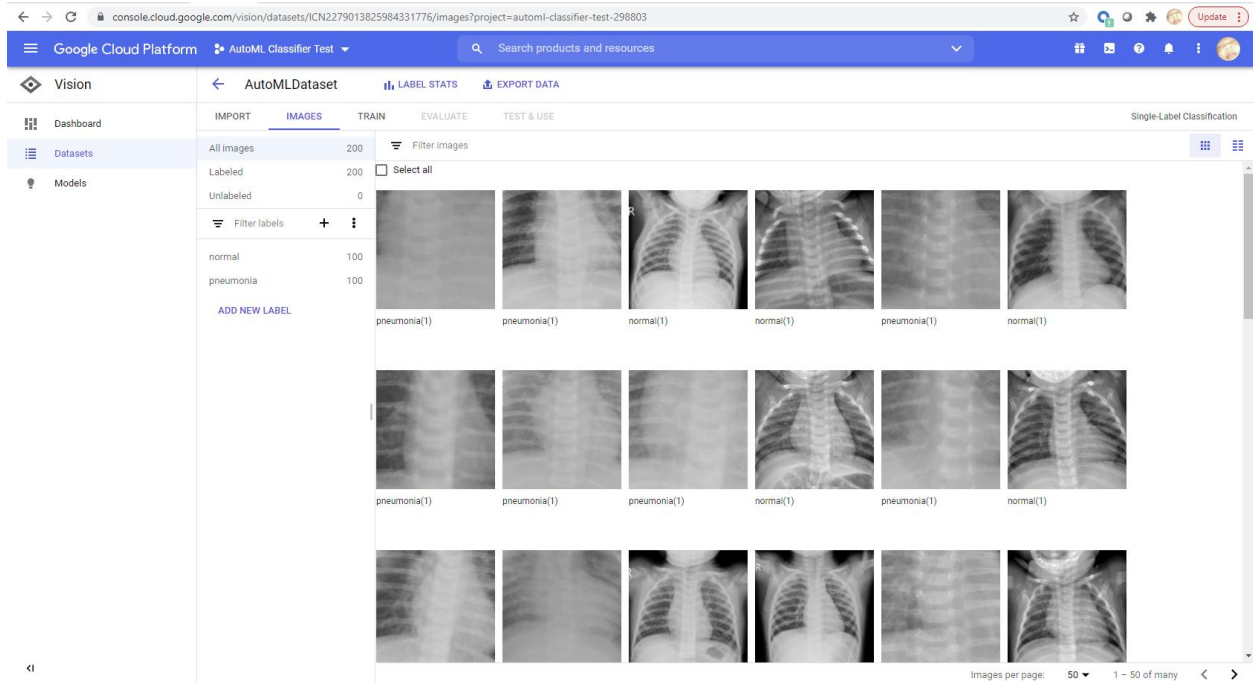 console.cloud.google.com/vision/datasets/ICN2279013825984331776/images?project=automl-classifier-test-298803
Update
Google Cloud Platform AutoML Classifier Test Search products and resources
Vision AutoMLDataset LABEL STATS EXPORT DATA
Dashboard
Datasets
Models
IMPORT IMAGES TRAIN EVALUATE TEST & USE Single-Label Classification
All images 200
Labeled 200
Unlabeled 0
Filter labels
normal 100
pneumonia 100
ADD NEW LABEL
Filter images
Select all
R
pneumonia(1) pneumonia(1) normal(1) normal(1) pneumonia(1) normal(1)
pneumonia(1) pneumonia(1) pneumonia(1) normal(1) pneumonia(1) normal(1)
R R
Images per page: 50 1 – 50 of many